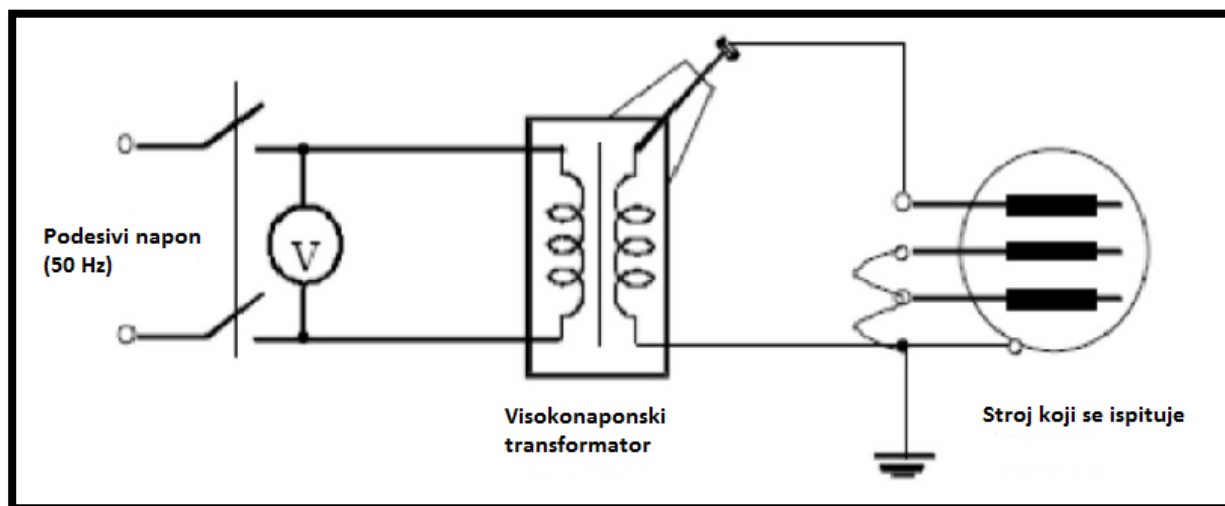 Podesivi napon
(50 Hz)
V
Visokonaponski
transformator
Stroj koji se ispituje